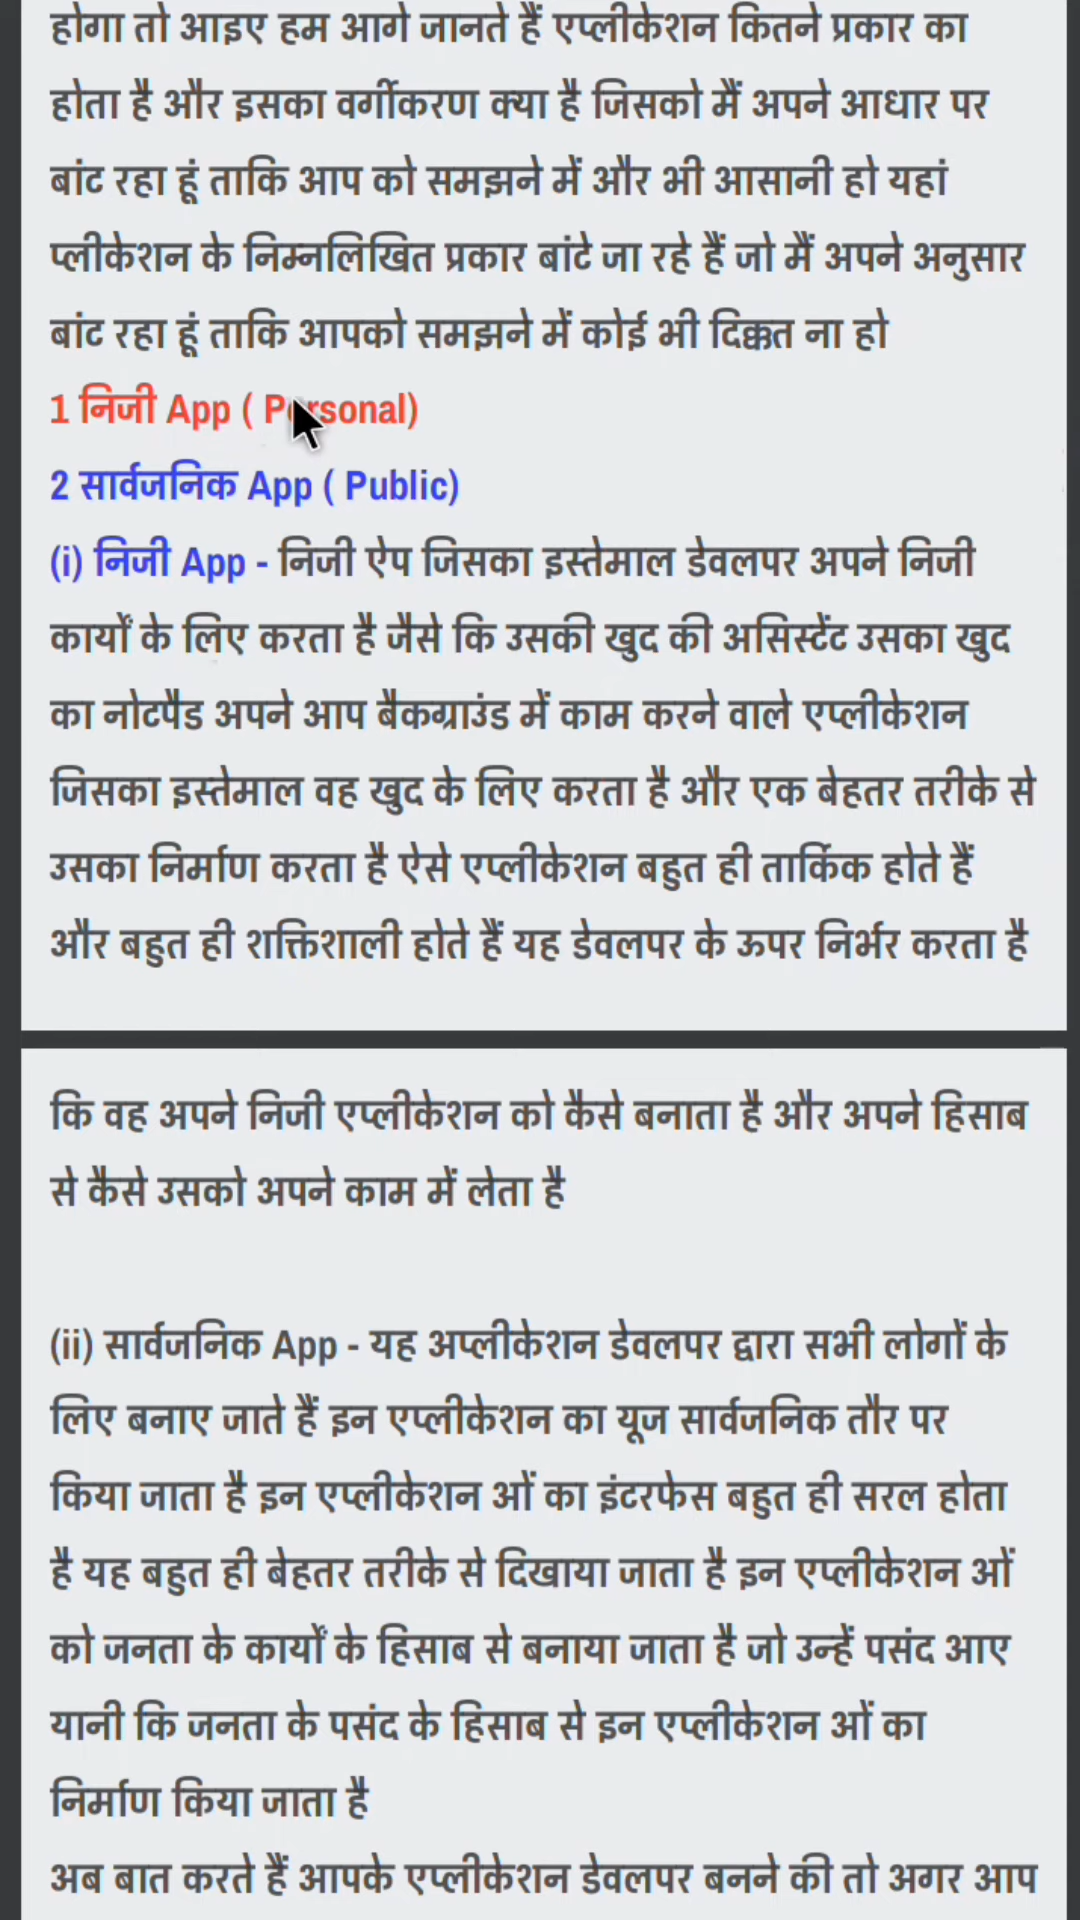 होगा तो आइए हम आगे जानते हैं एप्लीकेशन कितने प्रकार का
होता है और इसका वर्गीकरण क्या है जिसको मैं अपने आधार पर
बांट रहा हूं ताकि आप को समझने में और भी आसानी हो यहां
प्लीकेशन के निम्नलिखित प्रकार बांटे जा रहे हैं जो मैं अपने अनुसार
बांट रहा हूं ताकि आपको समझने में कोई भी दिक्कत ना हो
1 निजी App ( Personal)
2 सार्वजनिक App ( Public)
(i) निजी App - निजी ऐप जिसका इस्तेमाल डेवलपर अपने निजी
कार्यों के लिए करता है जैसे कि उसकी खुद की असिस्टेंट उसका खुद
का नोटपैड अपने आप बैकग्राउंड में काम करने वाले एप्लीकेशन
जिसका इस्तेमाल वह खुद के लिए करता है और एक बेहतर तरीके से
उसका निर्माण करता है ऐसे एप्लीकेशन बहुत ही तार्किक होते हैं
और बहुत ही शक्तिशाली होते हैं यह डेवलपर के ऊपर निर्भर करता है
कि वह अपने निजी एप्लीकेशन को कैसे बनाता है और अपने हिसाब
से कैसे उसको अपने काम में लेता है
(ii) सार्वजनिक App - यह अप्लीकेशन डेवलपर द्वारा सभी लोगों के
लिए बनाए जाते हैं इन एप्लीकेशन का यूज सार्वजनिक तौर पर
किया जाता है इन एप्लीकेशन ओं का इंटरफेस बहुत ही सरल होता
है यह बहुत ही बेहतर तरीके से दिखाया जाता है इन एप्लीकेशन ओं
को जनता के कार्यों के हिसाब से बनाया जाता है जो उन्हें पसंद आए
यानी कि जनता के पसंद के हिसाब से इन एप्लीकेशन ओं का
निर्माण किया जाता है
अब बात करते हैं आपके एप्लीकेशन डेवलपर बनने की तो अगर आप